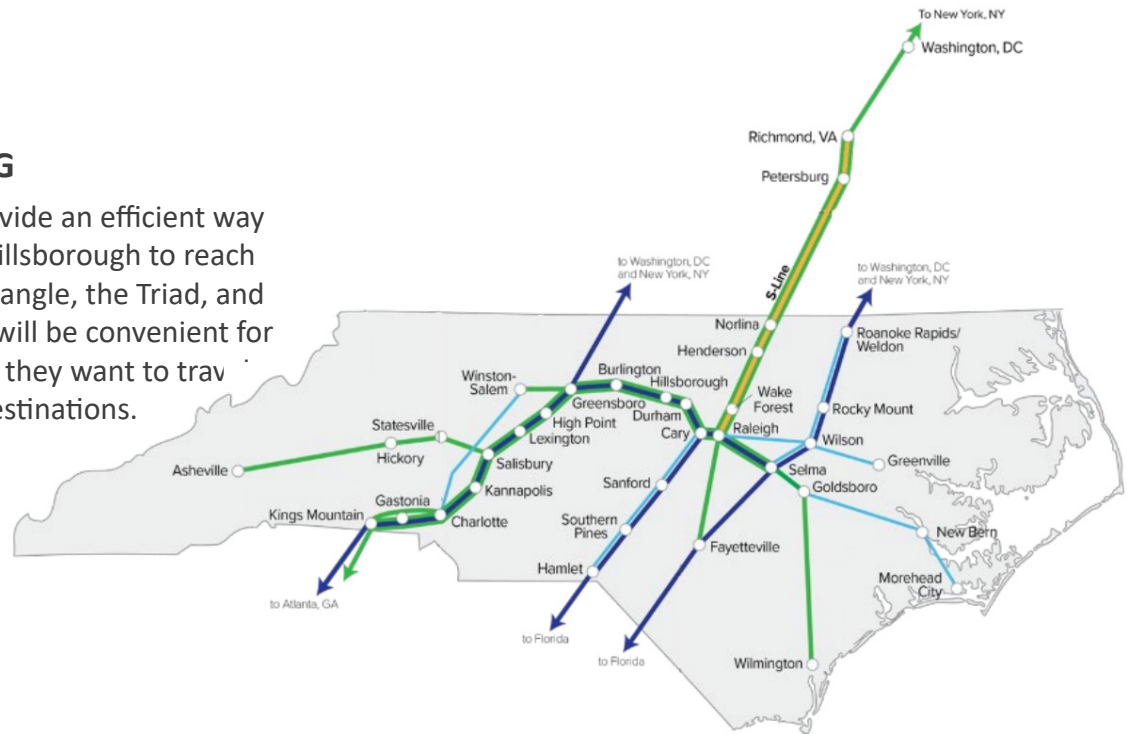 To New York, NY
Washington, DC
Richmond, VA
Petersburg
S-Line
G
vide an efficient way
illsborough to reach
angle, the Triad, and
will be convenient for
they want to trav
estinations.
to Washington, DC
and New York, NY
to Washington, DC
and New York, NY
Norlina
Henderson
Roanoke Rapids/
Weldon
Burlington
Hillsborough
Winston-
Salem
Greensboro
Durham
Wake
Forest
Rocky Mount
High Point
Lexington
Cary
Raleigh
Wilson
Statesville
Hickory
Salisbury
Asheville
Greenville
Selma
Sanford
Goldsboro
Kannapolis
Gastonia
Kings Mountain
Charlotte
Southern
Pines
New Bern
Fayetteville
Hamlet
Morehead
City
to Atlanta, GA
to Florida
to Florida
Wilmington